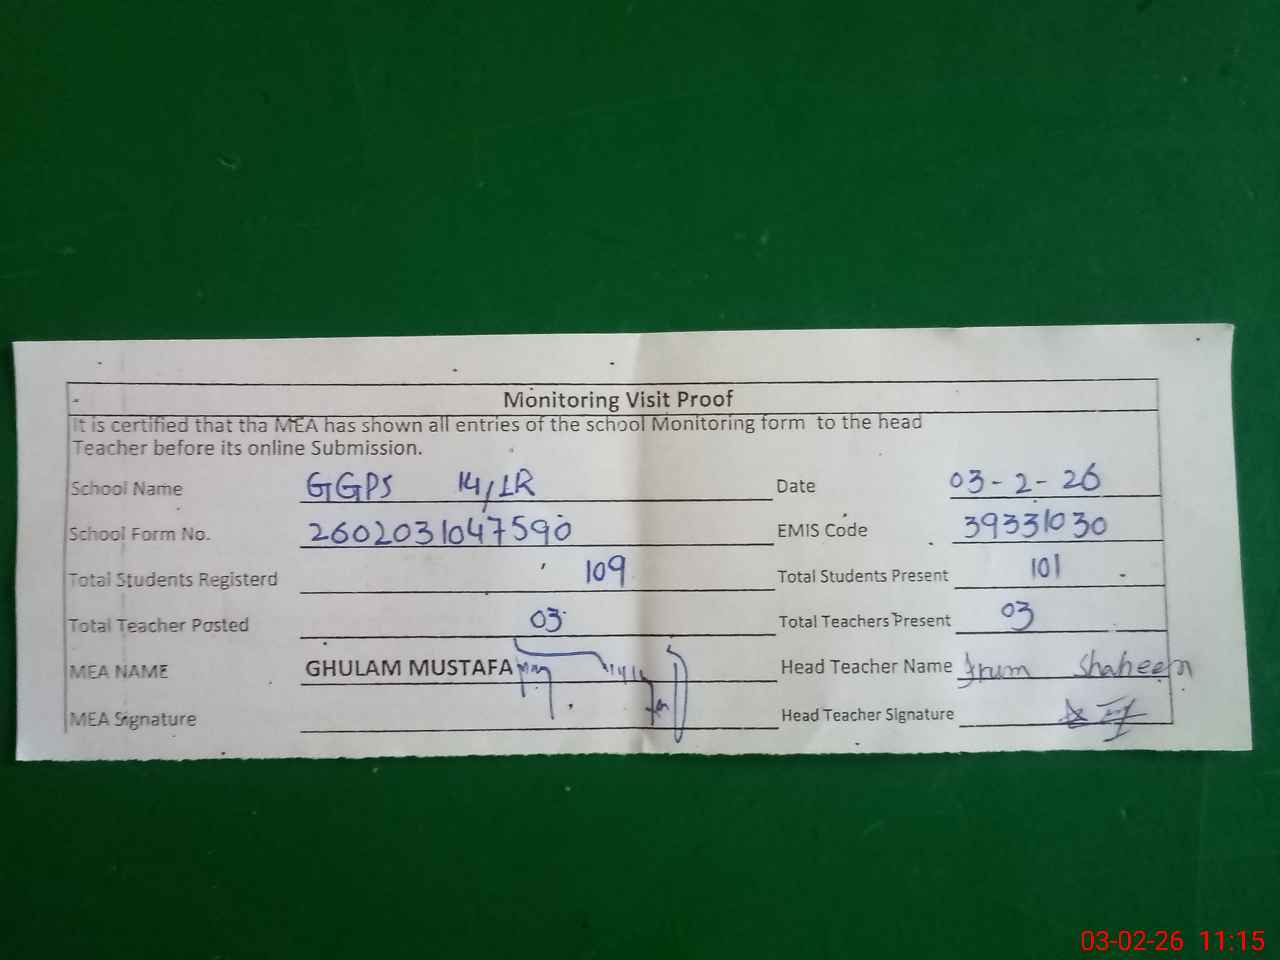 Monitoring Visit Proof
It is certified that tha MEA has shown all entries of the school Monitoring form to the head
Teacher before its online Submission.
School Name GGPS 14/1R Date 03-2-26
School Form No. 2602031047590 EMIS Code 39331030
Total Students Registerd 109 Total Students Present 101
Total Teacher Posted 03 Total Teachers Present 03
MEA NAME GHULAM MUSTAFA Head Teacher Name Irum Shaheen
MEA Signature Head Teacher Signature
03-02-26 11:15